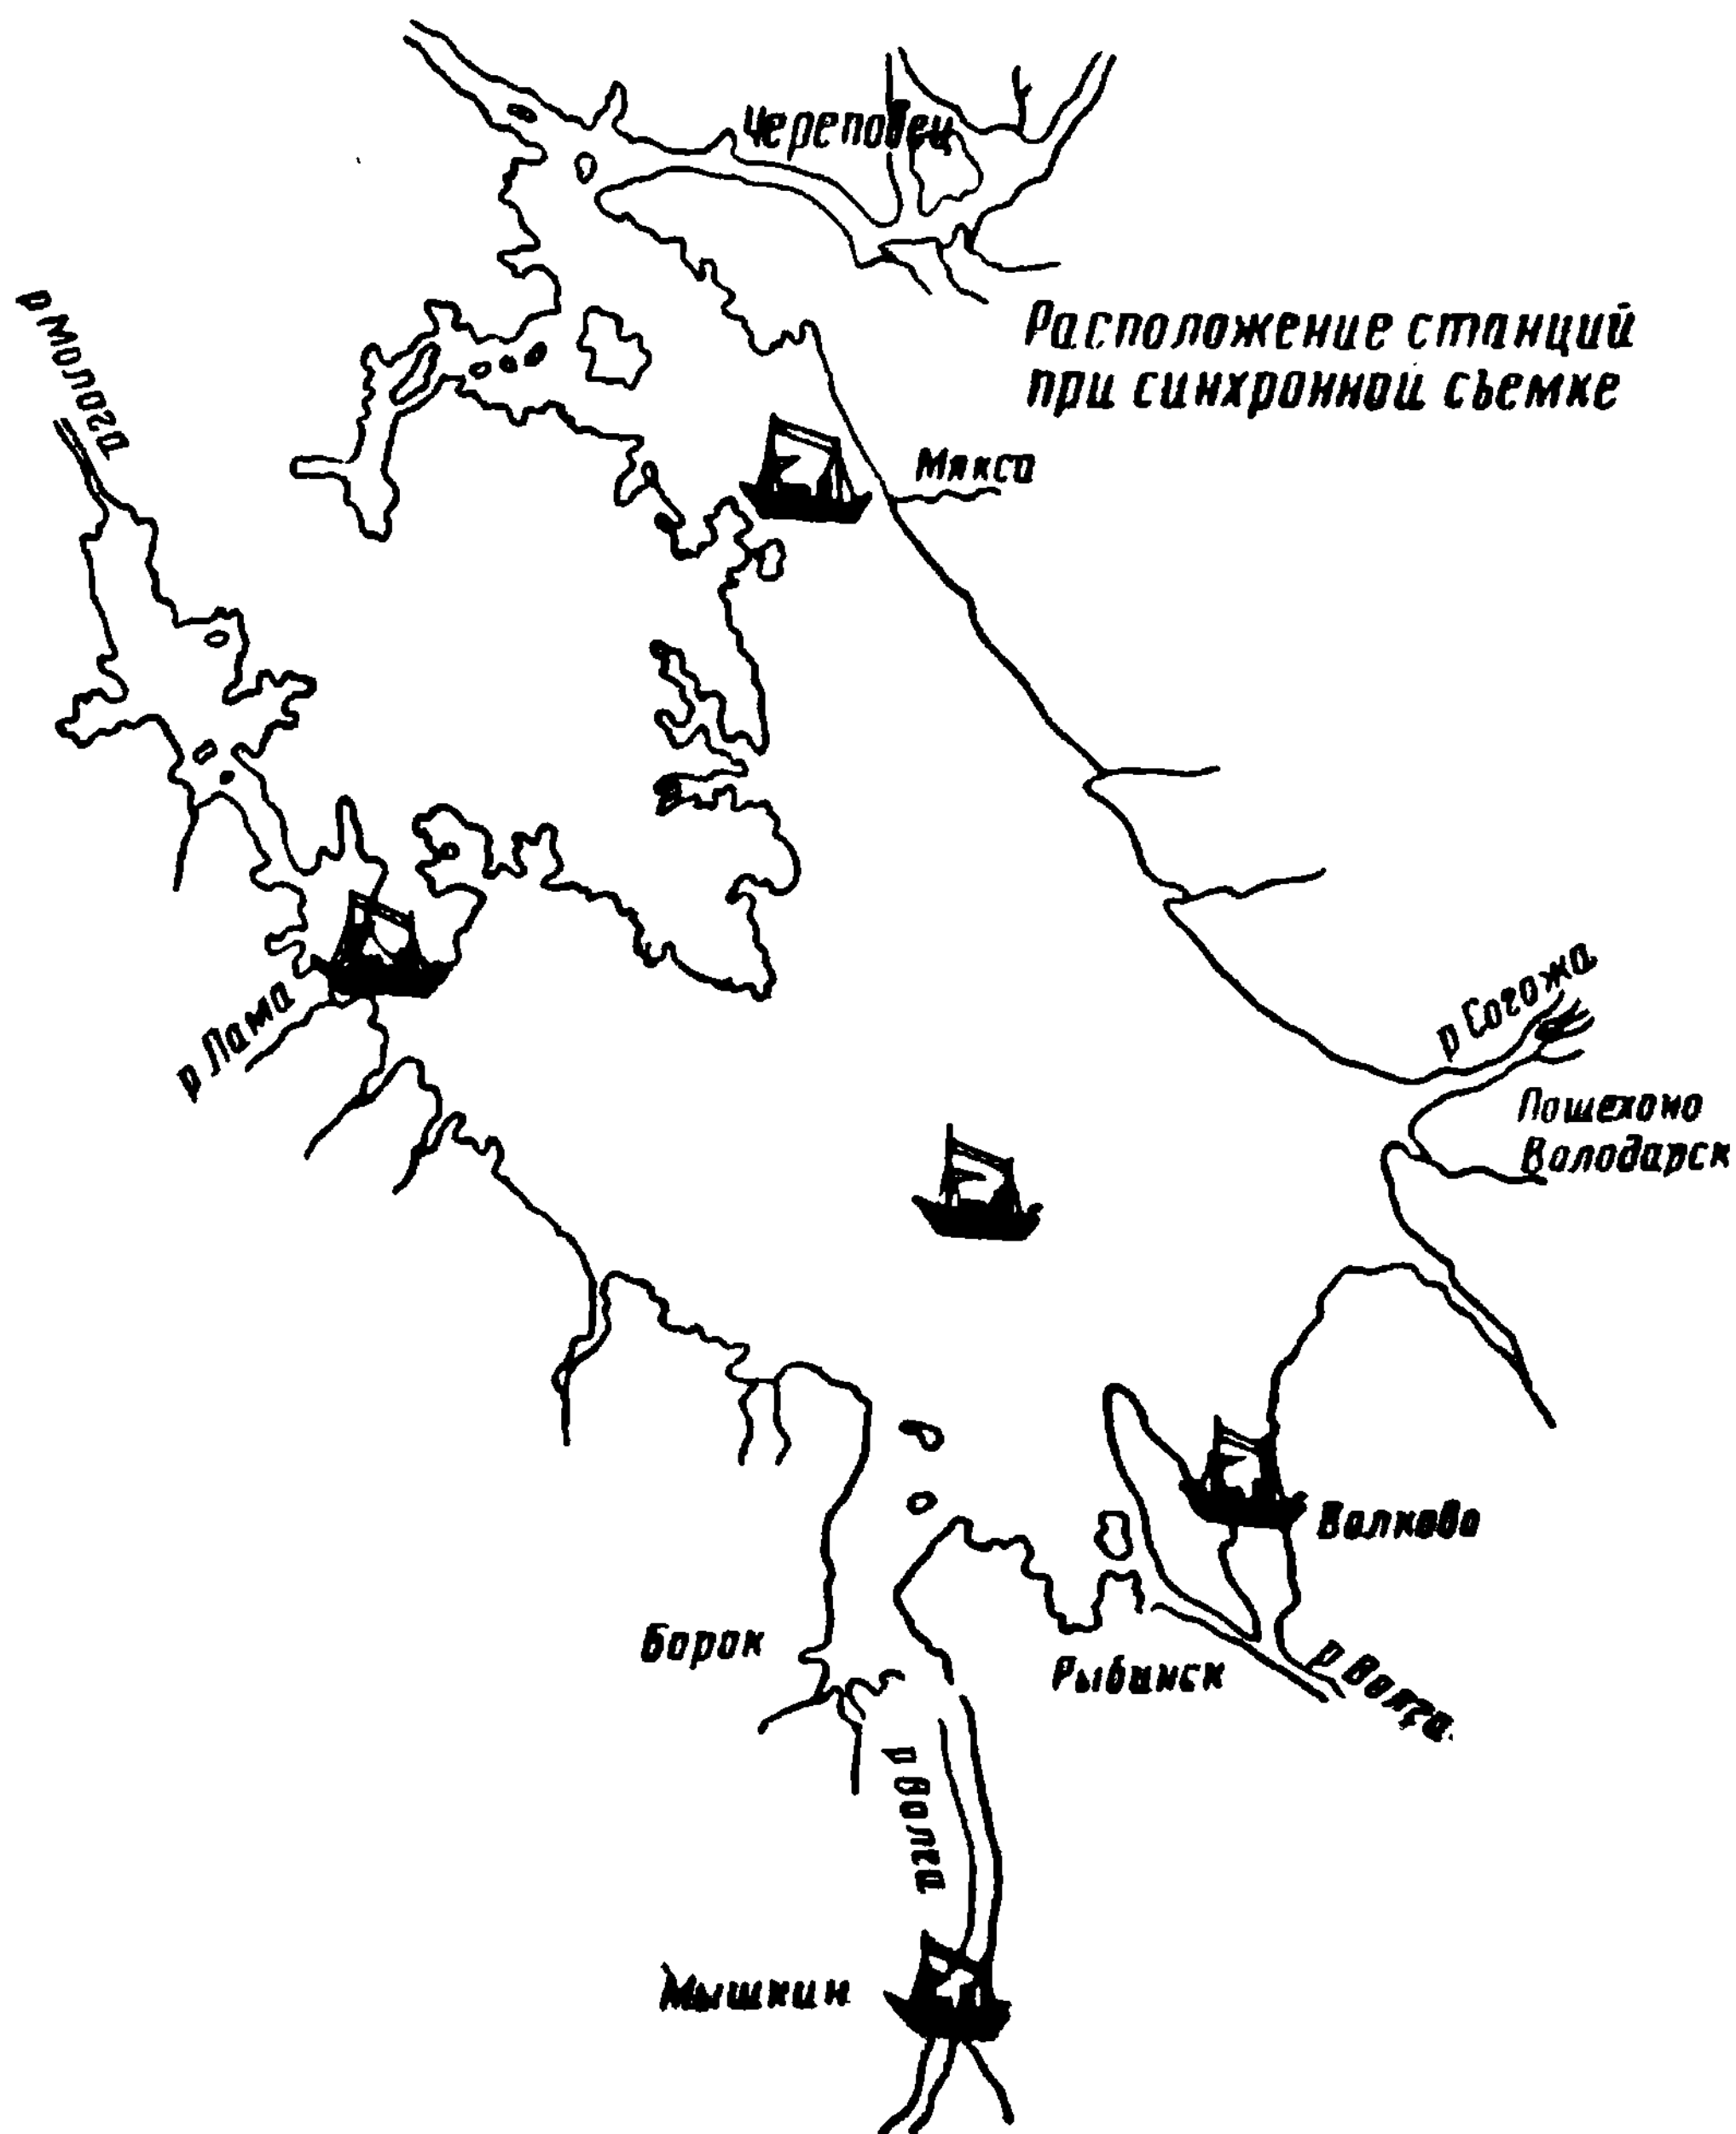 Череповец
р Молога
Расположение станций
при синхронной съемке
Мякса
р Согожа
р Лама
Пошехоно
Володарск
Волково
Борок
Рыбинск
р Волга
р Волга
Мышкин